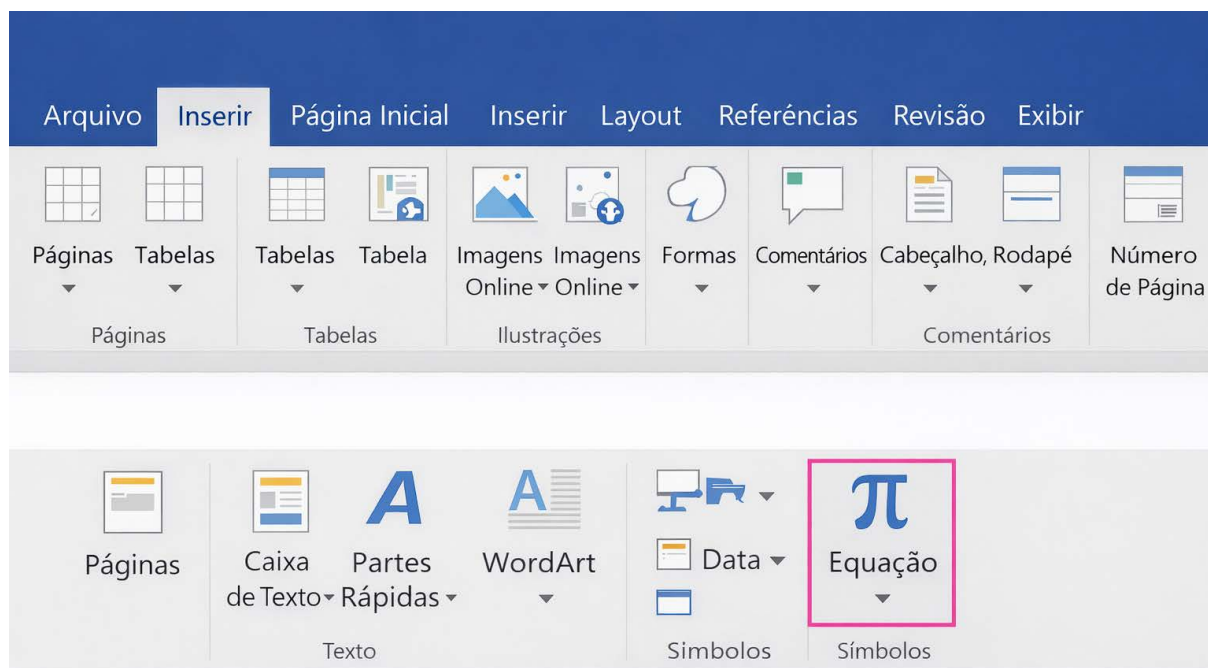 Arquivo Inserir Página Inicial Inserir Layout Referéncias Revisão Exibir
Páginas Tabelas Tabelas Tabela Imagens Imagens Formas Comentários Cabeçalho, Rodapé Número
Online Online de Página
Páginas Tabelas Ilustrações Comentários
Páginas Caixa Partes WordArt Data Equação
de Texto Rápidas
Texto Simbolos Símbolos